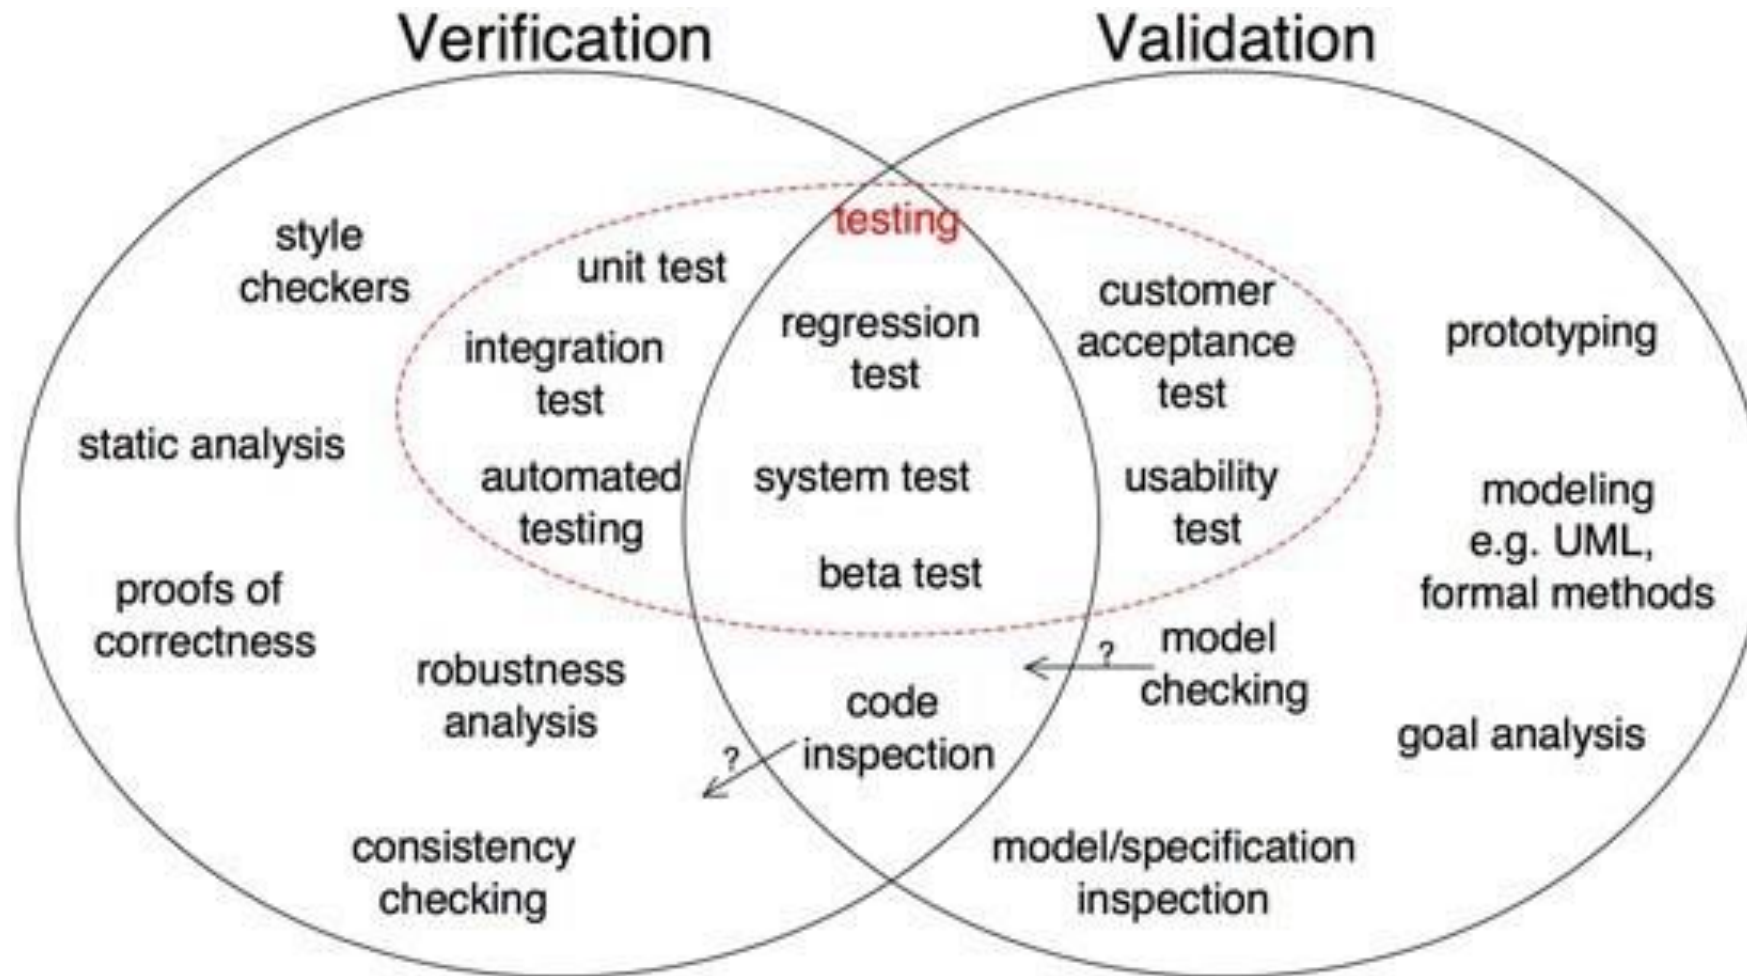 Verification
Validation
testing
style
checkers
unit test
integration
test
automated
testing
static analysis
proofs of
correctness
robustness
analysis
consistency
checking
regression
test
system test
beta test
code
inspection
?
customer
acceptance
test
usability
test
?
model
checking
prototyping
modeling
e.g. UML,
formal methods
goal analysis
model/specification
inspection